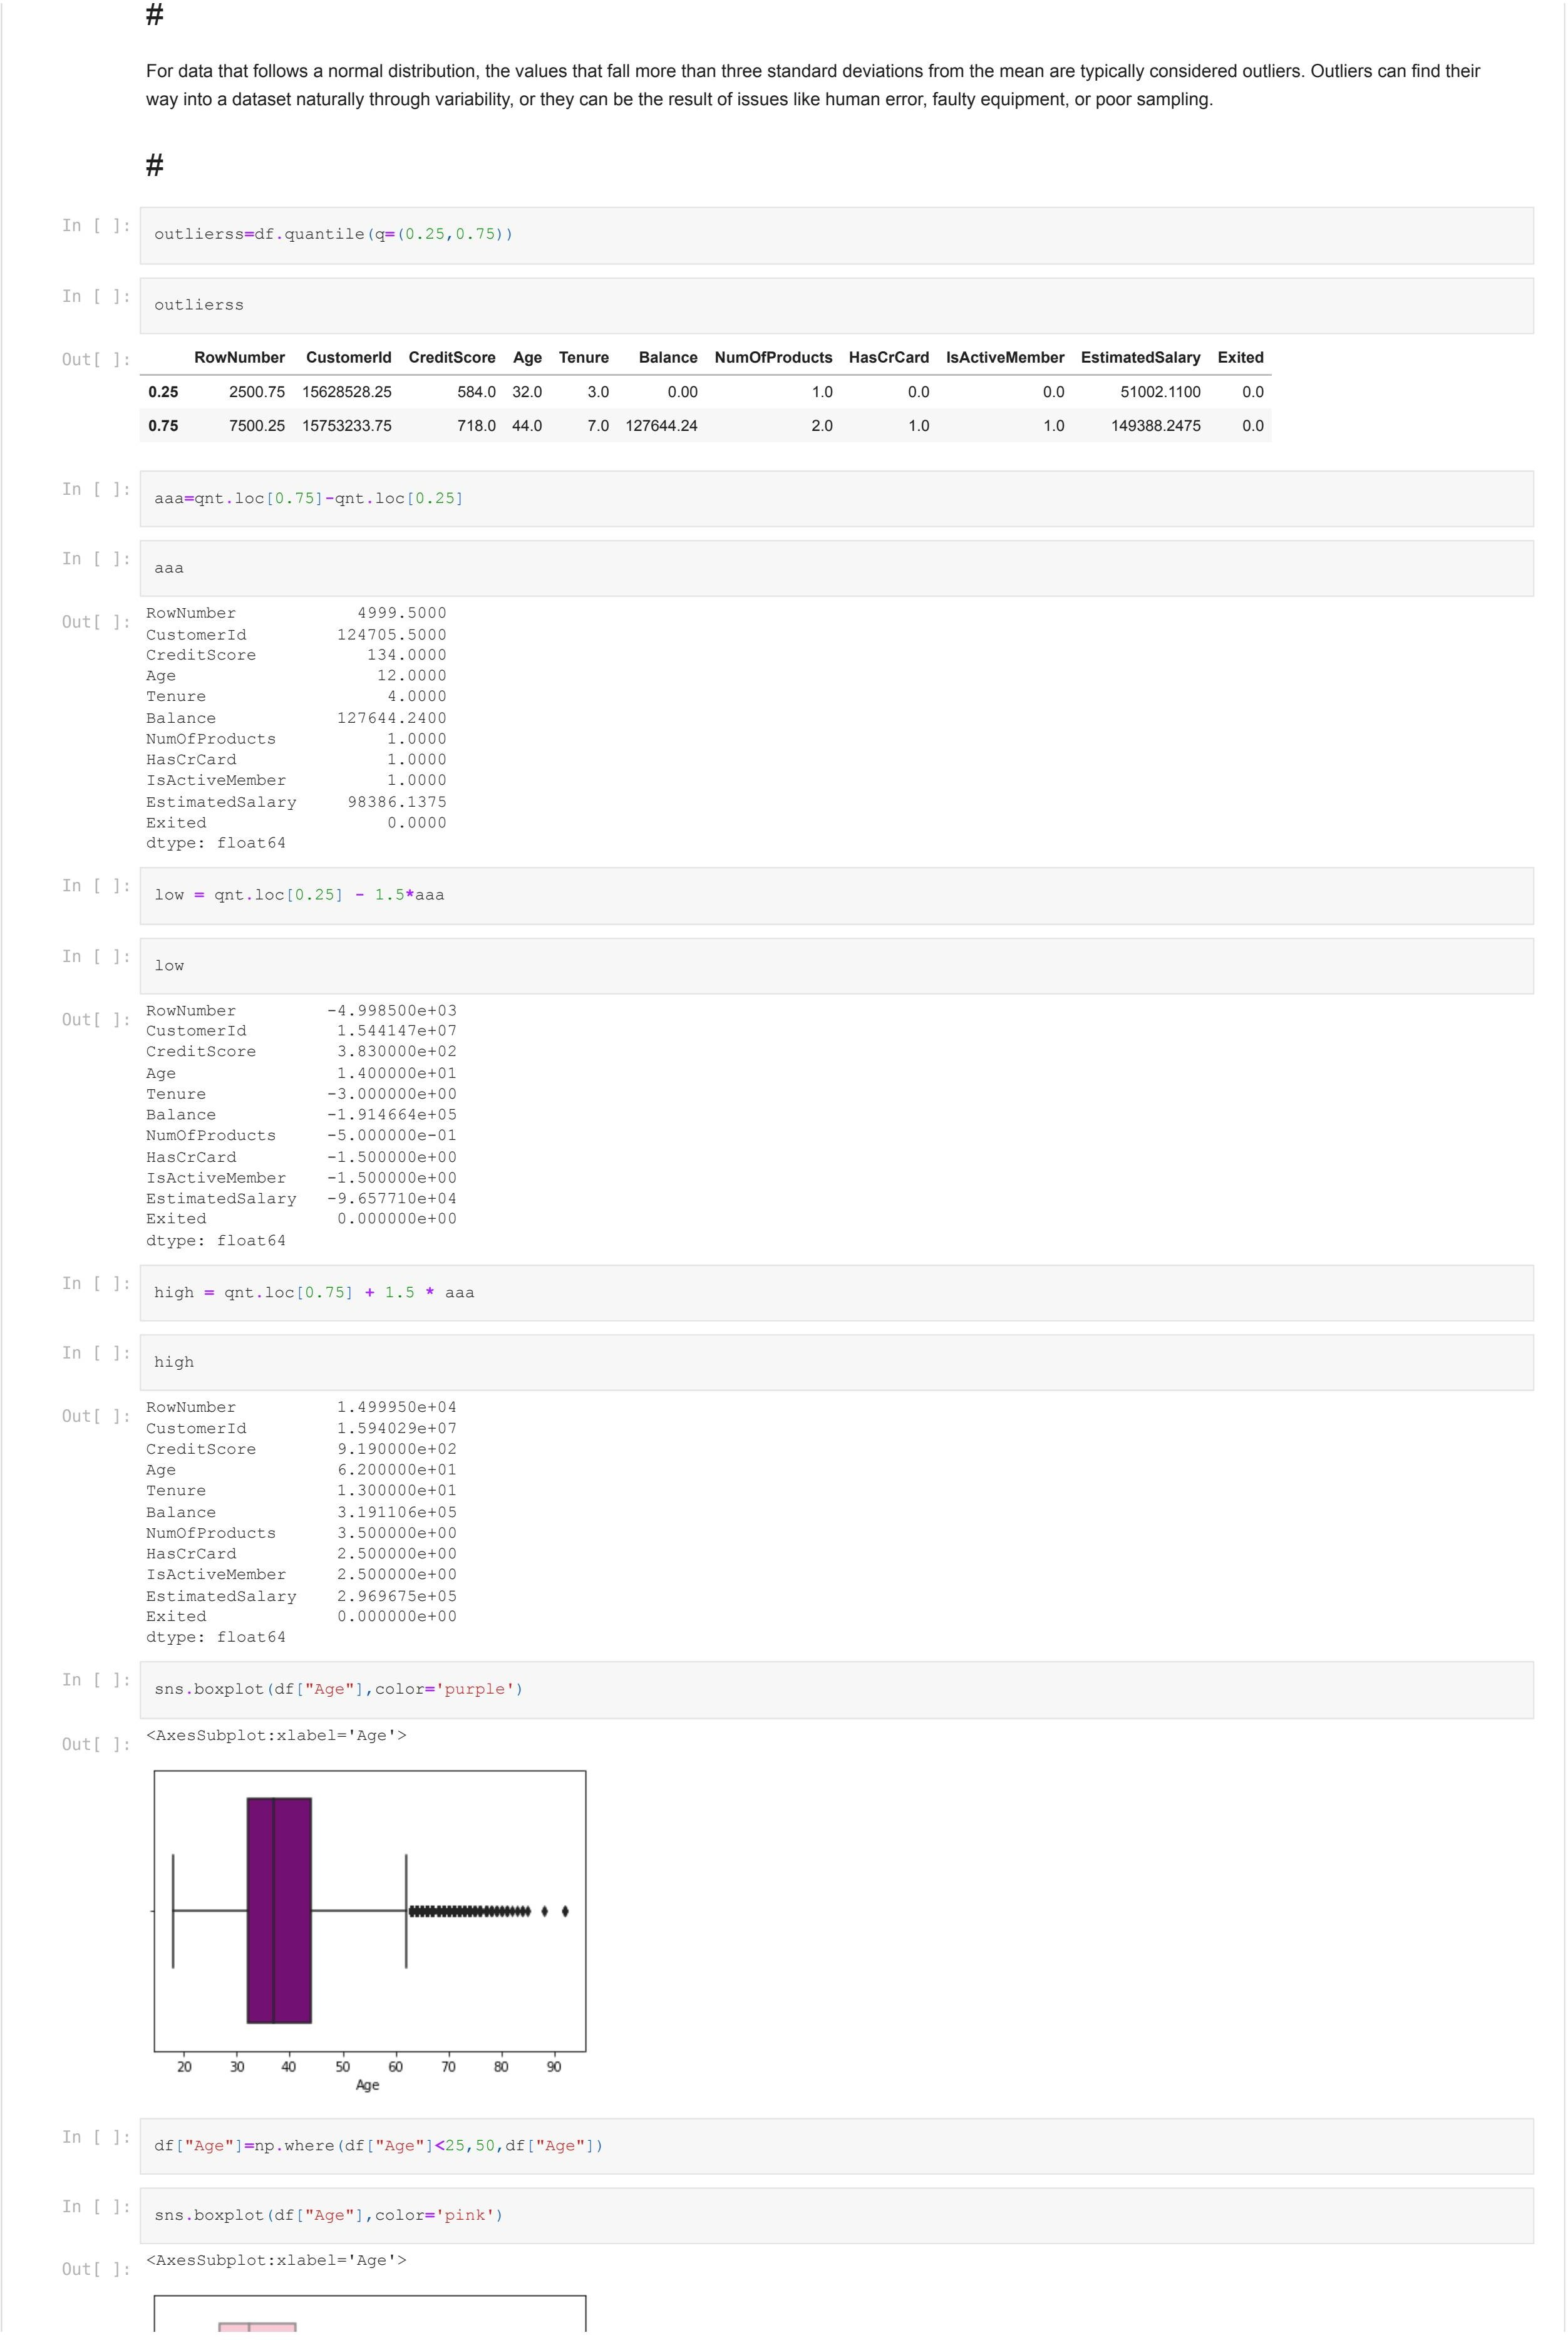 #
For data that follows a normal distribution, the values that fall more than three standard deviations from the mean are typically considered outliers. Outliers can find their
way into a dataset naturally through variability, or they can be the result of issues like human error, faulty equipment, or poor sampling.
#
In [ ]: outlierss=df.quantile(q=(0.25,0.75))
In [ ]: outlierss
Out[ ]: RowNumber CustomerId CreditScore Age Tenure Balance NumOfProducts HasCrCard IsActiveMember EstimatedSalary Exited
0.25 2500.75 15628528.25 584.0 32.0 3.0 0.00 1.0 0.0 0.0 51002.1100 0.0
0.75 7500.25 15753233.75 718.0 44.0 7.0 127644.24 2.0 1.0 1.0 149388.2475 0.0
In [ ]: aaa=qnt.loc[0.75]-qnt.loc[0.25]
In [ ]: aaa
Out[ ]: RowNumber 4999.5000
CustomerId 124705.5000
CreditScore 134.0000
Age 12.0000
Tenure 4.0000
Balance 127644.2400
NumOfProducts 1.0000
HasCrCard 1.0000
IsActiveMember 1.0000
EstimatedSalary 98386.1375
Exited 0.0000
dtype: float64
In [ ]: low = qnt.loc[0.25] - 1.5*aaa
In [ ]: low
Out[ ]: RowNumber -4.998500e+03
CustomerId 1.544147e+07
CreditScore 3.830000e+02
Age 1.400000e+01
Tenure -3.000000e+00
Balance -1.914664e+05
NumOfProducts -5.000000e-01
HasCrCard -1.500000e+00
IsActiveMember -1.500000e+00
EstimatedSalary -9.657710e+04
Exited 0.000000e+00
dtype: float64
In [ ]: high = qnt.loc[0.75] + 1.5 * aaa
In [ ]: high
Out[ ]: RowNumber 1.499950e+04
CustomerId 1.594029e+07
CreditScore 9.190000e+02
Age 6.200000e+01
Tenure 1.300000e+01
Balance 3.191106e+05
NumOfProducts 3.500000e+00
HasCrCard 2.500000e+00
IsActiveMember 2.500000e+00
EstimatedSalary 2.969675e+05
Exited 0.000000e+00
dtype: float64
In [ ]: sns.boxplot(df["Age"],color='purple')
Out[ ]: <AxesSubplot:xlabel='Age'>
20 30 40 50 60 70 80 90
Age
In [ ]: df["Age"]=np.where(df["Age"]<25,50,df["Age"])
In [ ]: sns.boxplot(df["Age"],color='pink')
Out[ ]: <AxesSubplot:xlabel='Age'>